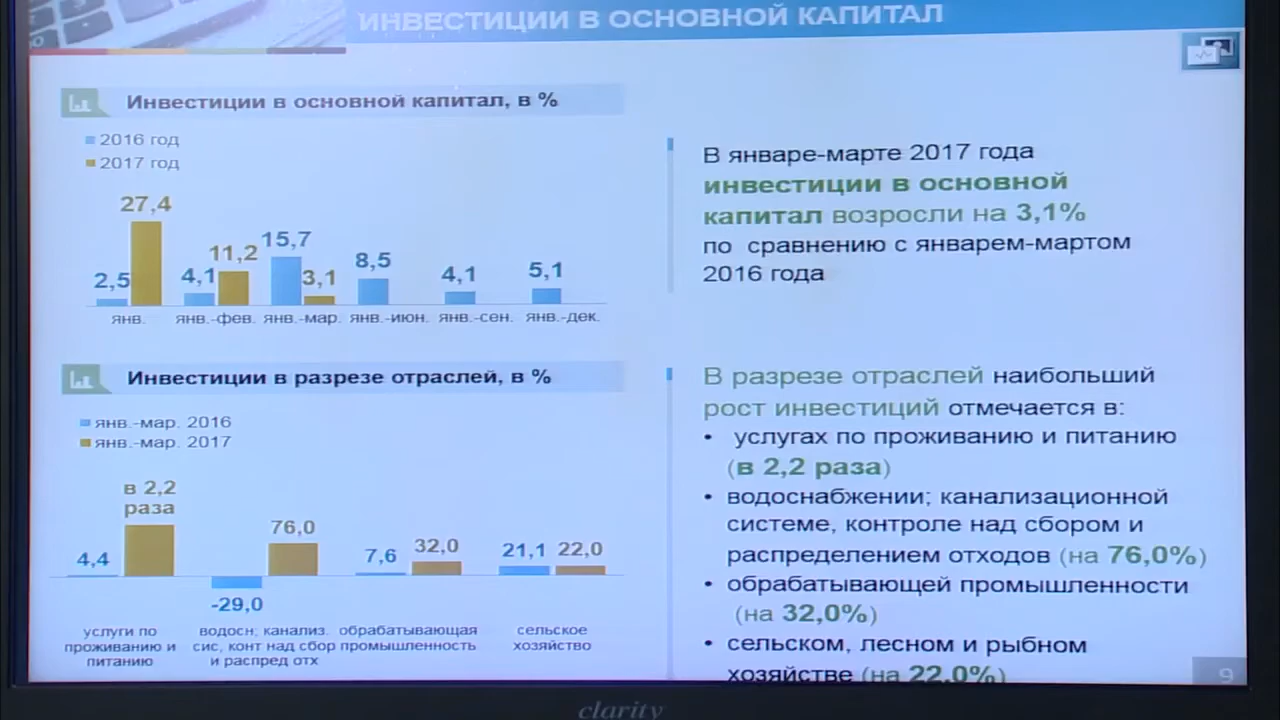 ИНВЕСТИЦИИ В ОСНОВНОЙ КАПИТАЛ
Инвестиции в основной капитал, в %
2016 год
2017 год
27,4
15,7
11,2
8,5
2,5
4,1
3,1
4,1
5,1
янв.
янв.-фев.
янв.-мар.
янв.-июн.
янв.-сен.
янв.-дек.
В январе-марте 2017 года
инвестиции в основной
капитал возросли на 3,1%
по сравнению с январем-мартом
2016 года
Инвестиции в разрезе отраслей, в %
янв.-мар. 2016
янв.-мар. 2017
в 2,2
раза
76,0
4,4
7,6
32,0
21,1
22,0
-29,0
услуги по
проживанию и
питанию
водосн; канализ.
сис, конт над сбор
и распред отх
обрабатывающая
промышленность
сельское
хозяйство
В разрезе отраслей наибольший
рост инвестиций отмечается в:
• услугах по проживанию и питанию
(в 2,2 раза)
• водоснабжении; канализационной
системе, контроле над сбором и
распределением отходов (на 76,0%)
• обрабатывающей промышленности
(на 32,0%)
• сельском, лесном и рыбном
хозяйстве (на 22,0%)
9
clarity